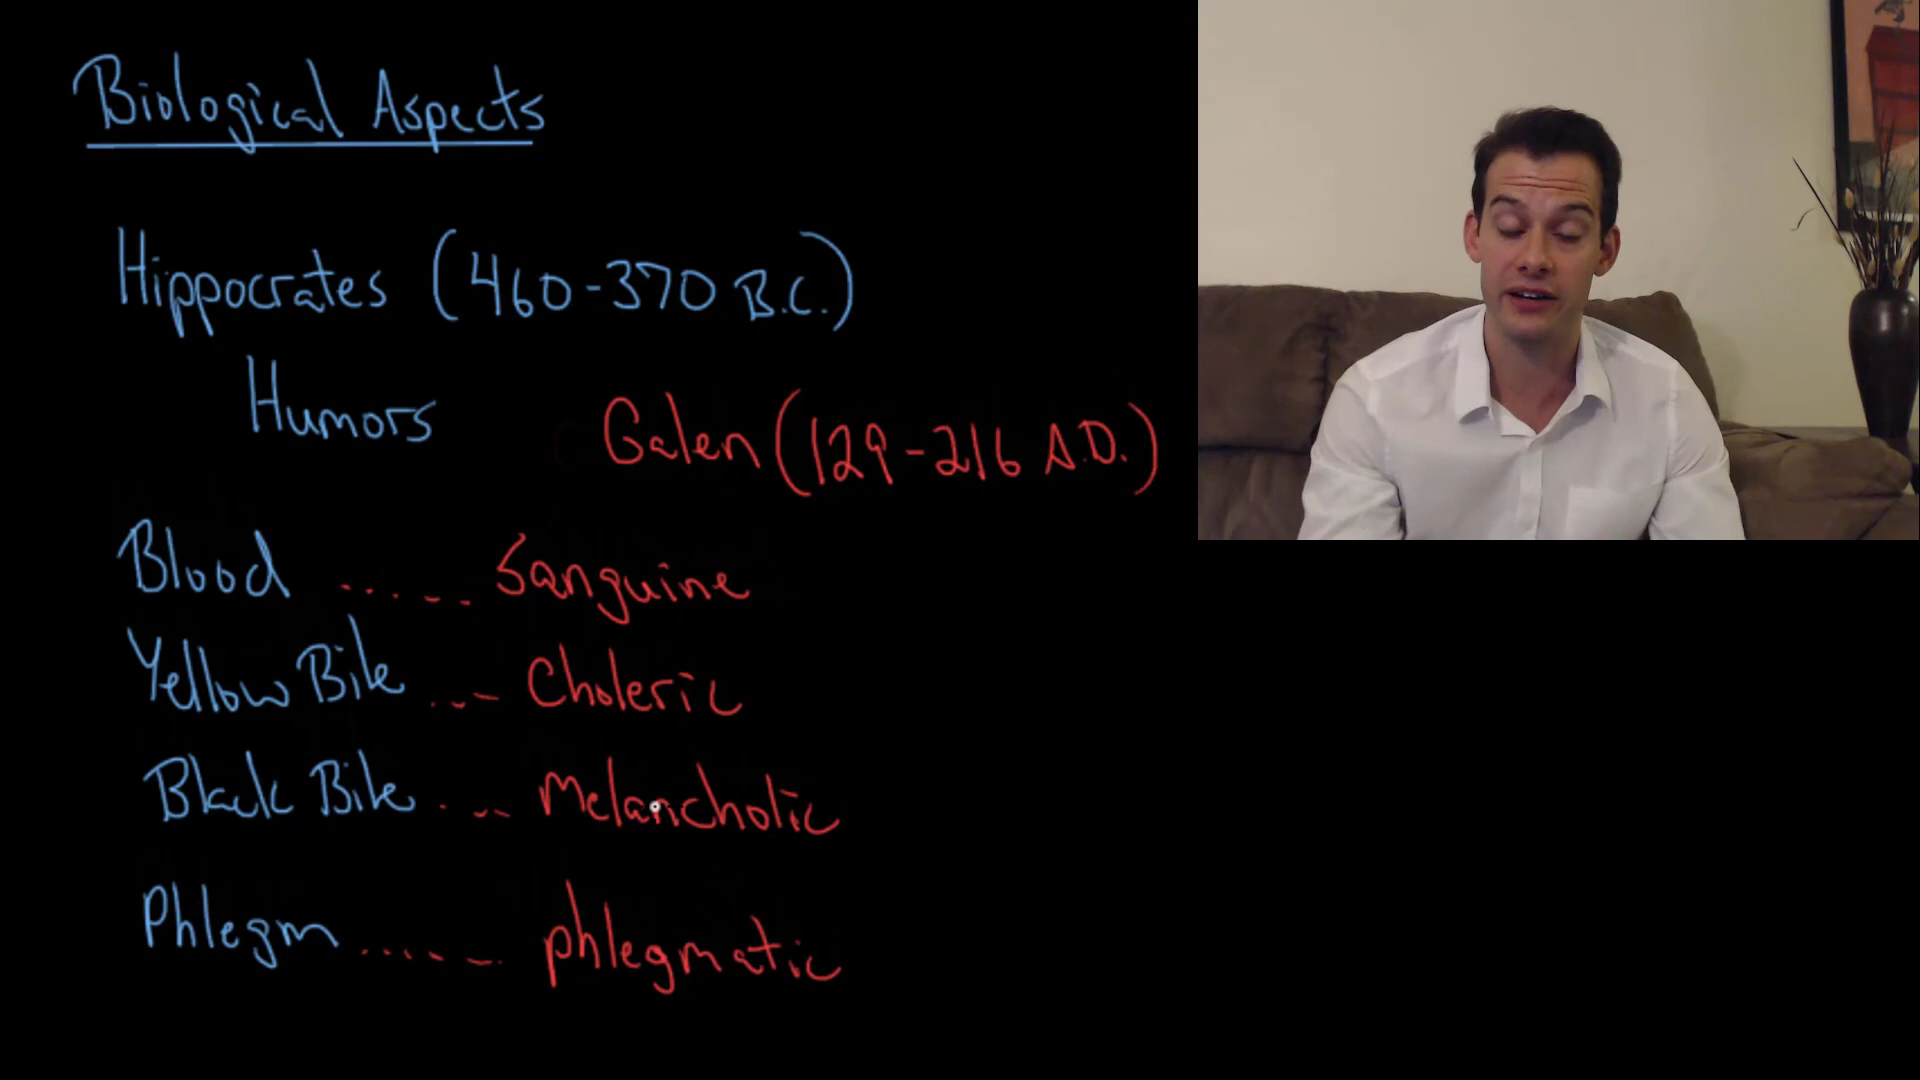 Biological Aspects
Hippocrates (460-370 B.C.)
Humors
Galen (129-216 A.D.)
Blood ...... Sanguine
Yellow Bile ... Choleric
Black Bile ... Melancholic
Phlegm ...... phlegmatic